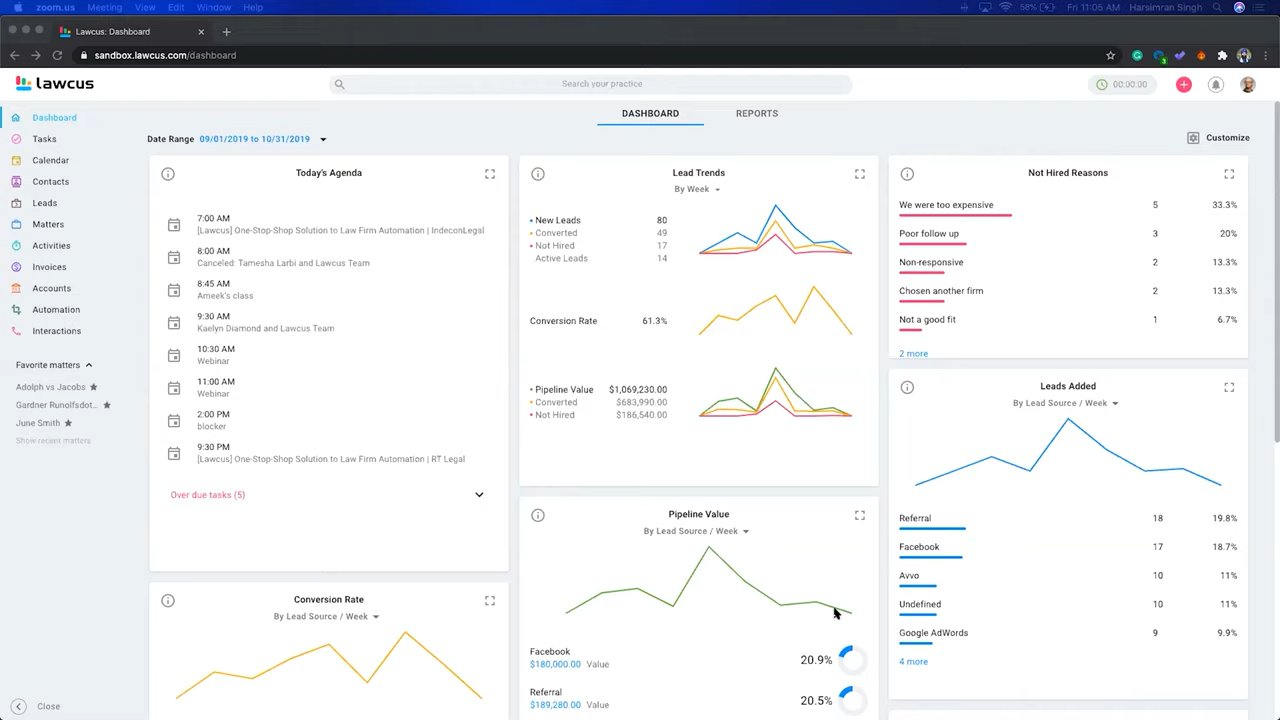 zoom.us Meeting View Edit Window Help 58% Fri 11:05 AM Harsimran Singh
Lawcus: Dashboard
sandbox.lawcus.com/dashboard
3
lawcus
Search your practice
00:00:00
Dashboard
Tasks
Calendar
Contacts
Leads
Matters
Activities
Invoices
Accounts
Automation
Interactions
Favorite matters
Adolph vs Jacobs
Gardner Runolfsdot..
June Smith
Show recent matters
Close
DASHBOARD REPORTS
Date Range 09/01/2019 to 10/31/2019
Customize
Today's Agenda
7:00 AM
[Lawcus] One-Stop-Shop Solution to Law Firm Automation | IndeconLegal
8:00 AM
Canceled: Tamesha Larbi and Lawcus Team
8:45 AM
Ameek's class
9:30 AM
Kaelyn Diamond and Lawcus Team
10:30 AM
Webinar
11:00 AM
Webinar
2:00 PM
blocker
9:30 PM
[Lawcus] One-Stop-Shop Solution to Law Firm Automation | RT Legal
Over due tasks (5)
Conversion Rate
By Lead Source / Week
Lead Trends
By Week
New Leads 80
Converted 49
Not Hired 17
Active Leads 14
Conversion Rate 61.3%
Pipeline Value $1,069,230.00
Converted $683,990.00
Not Hired $186,540.00
Pipeline Value
By Lead Source / Week
Facebook
$180,000.00 Value
20.9%
Referral
$189,280.00 Value
20.5%
Not Hired Reasons
We were too expensive 5 33.3%
Poor follow up 3 20%
Non-responsive 2 13.3%
Chosen another firm 2 13.3%
Not a good fit 1 6.7%
2 more
Leads Added
By Lead Source / Week
Referral 18 19.8%
Facebook 17 18.7%
Avvo 10 11%
Undefined 10 11%
Google AdWords 9 9.9%
4 more